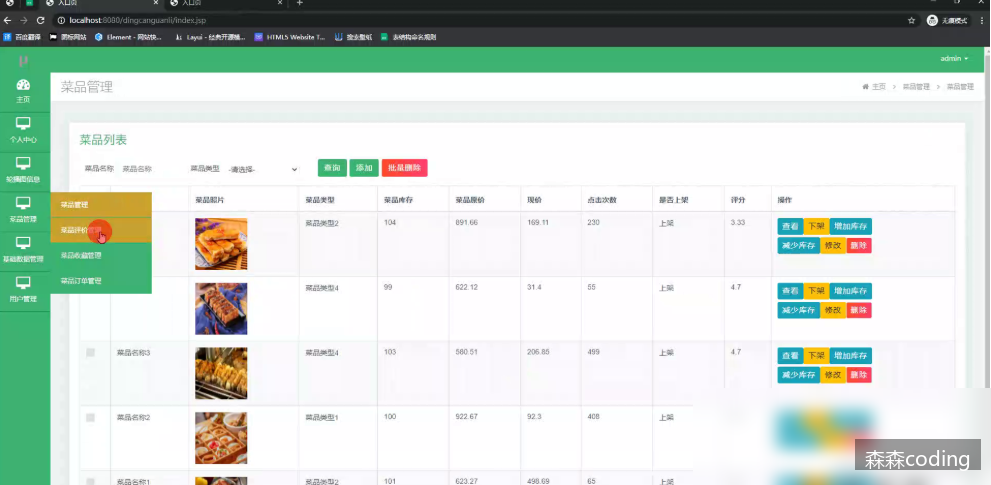 入口页
入口页
localhost:8080/dingcanguanli/index.jsp
无痕模式
百度翻译
图标网站
Element - 网站快...
Layui - 经典开源模...
HTML5 Website T...
搜全壁纸
系统结构命名规则
admin
主页
菜品管理
主页 > 菜品管理 > 菜品管理
个人中心
轮播图信息
菜品管理
基础数据管理
用户管理
菜品管理
菜品评价管理
菜品收藏管理
菜品订单管理
菜品列表
菜品名称 菜品名称 菜品类型 -请选择- 查询 添加 批量删除
菜品照片 菜品类型 菜品库存 菜品原价 现价 点击次数 是否上架 评分 操作
菜品类型2 104 891.66 169.11 230 上架 3.33 查看 下架 增加库存
减少库存 修改 删除
菜品类型4 99 622.12 31.4 55 上架 4.7 查看 下架 增加库存
减少库存 修改 删除
菜品名称3 菜品类型4 103 580.51 206.85 499 上架 4.7 查看 下架 增加库存
减少库存 修改 删除
菜品名称2 菜品类型1 100 922.67 92.3 408 上架
菜品名称1 菜品类型2 101 623.27 498.69 65 上架
森森coding